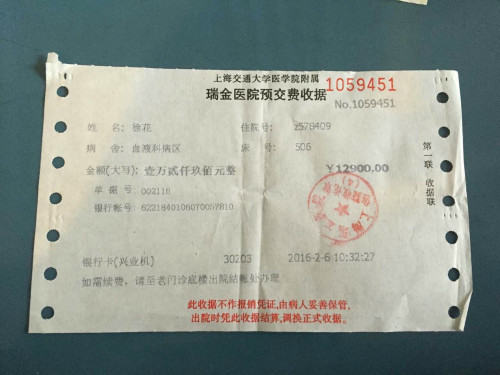 上海交通大学医学院附属
瑞金医院预交费收据
1059451
No.1059451
姓 名: 徐花 住院号: z578409
病 舍: 血液科病区 床 号: 506
金额(大写): 壹万贰仟玖佰元整 ¥12900.00
单 据 号: 002116
银行帐号: 6221840106070057810
第一联 收据联
银行卡(兴业机) 30203 2016-2-6 10:32:27
如需续费, 请至老门诊底楼出院结帐处办理
此收据不作报销凭证,由病人妥善保管,
出院时凭此收据结算,调换正式收据。